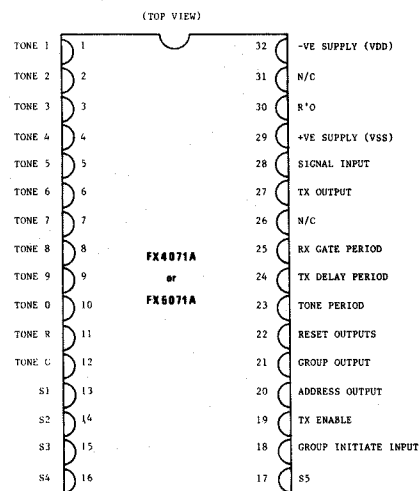 (TOP VIEW)
TONE 1 1 32 -VE SUPPLY (VDD)
TONE 2 2 31 N/C
TONE 3 3 30 R'O
TONE 4 4 29 +VE SUPPLY (VSS)
TONE 5 5 28 SIGNAL INPUT
TONE 6 6 27 TX OUTPUT
TONE 7 7 26 N/C
TONE 8 8 25 RX GATE PERIOD
TONE 9 9 24 TX DELAY PERIOD
TONE 0 10 23 TONE PERIOD
TONE R 11 22 RESET OUTPUTS
TONE G 12 21 GROUP OUTPUT
S1 13 20 ADDRESS OUTPUT
S2 14 19 TX ENABLE
S3 15 18 GROUP INITIATE INPUT
S4 16 17 S5
FX4071A
or
FX5071A